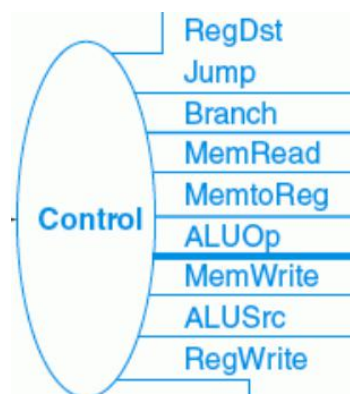 RegDst
Jump
Branch
MemRead
MemtoReg
Control
ALUOp
MemWrite
ALUSrc
RegWrite